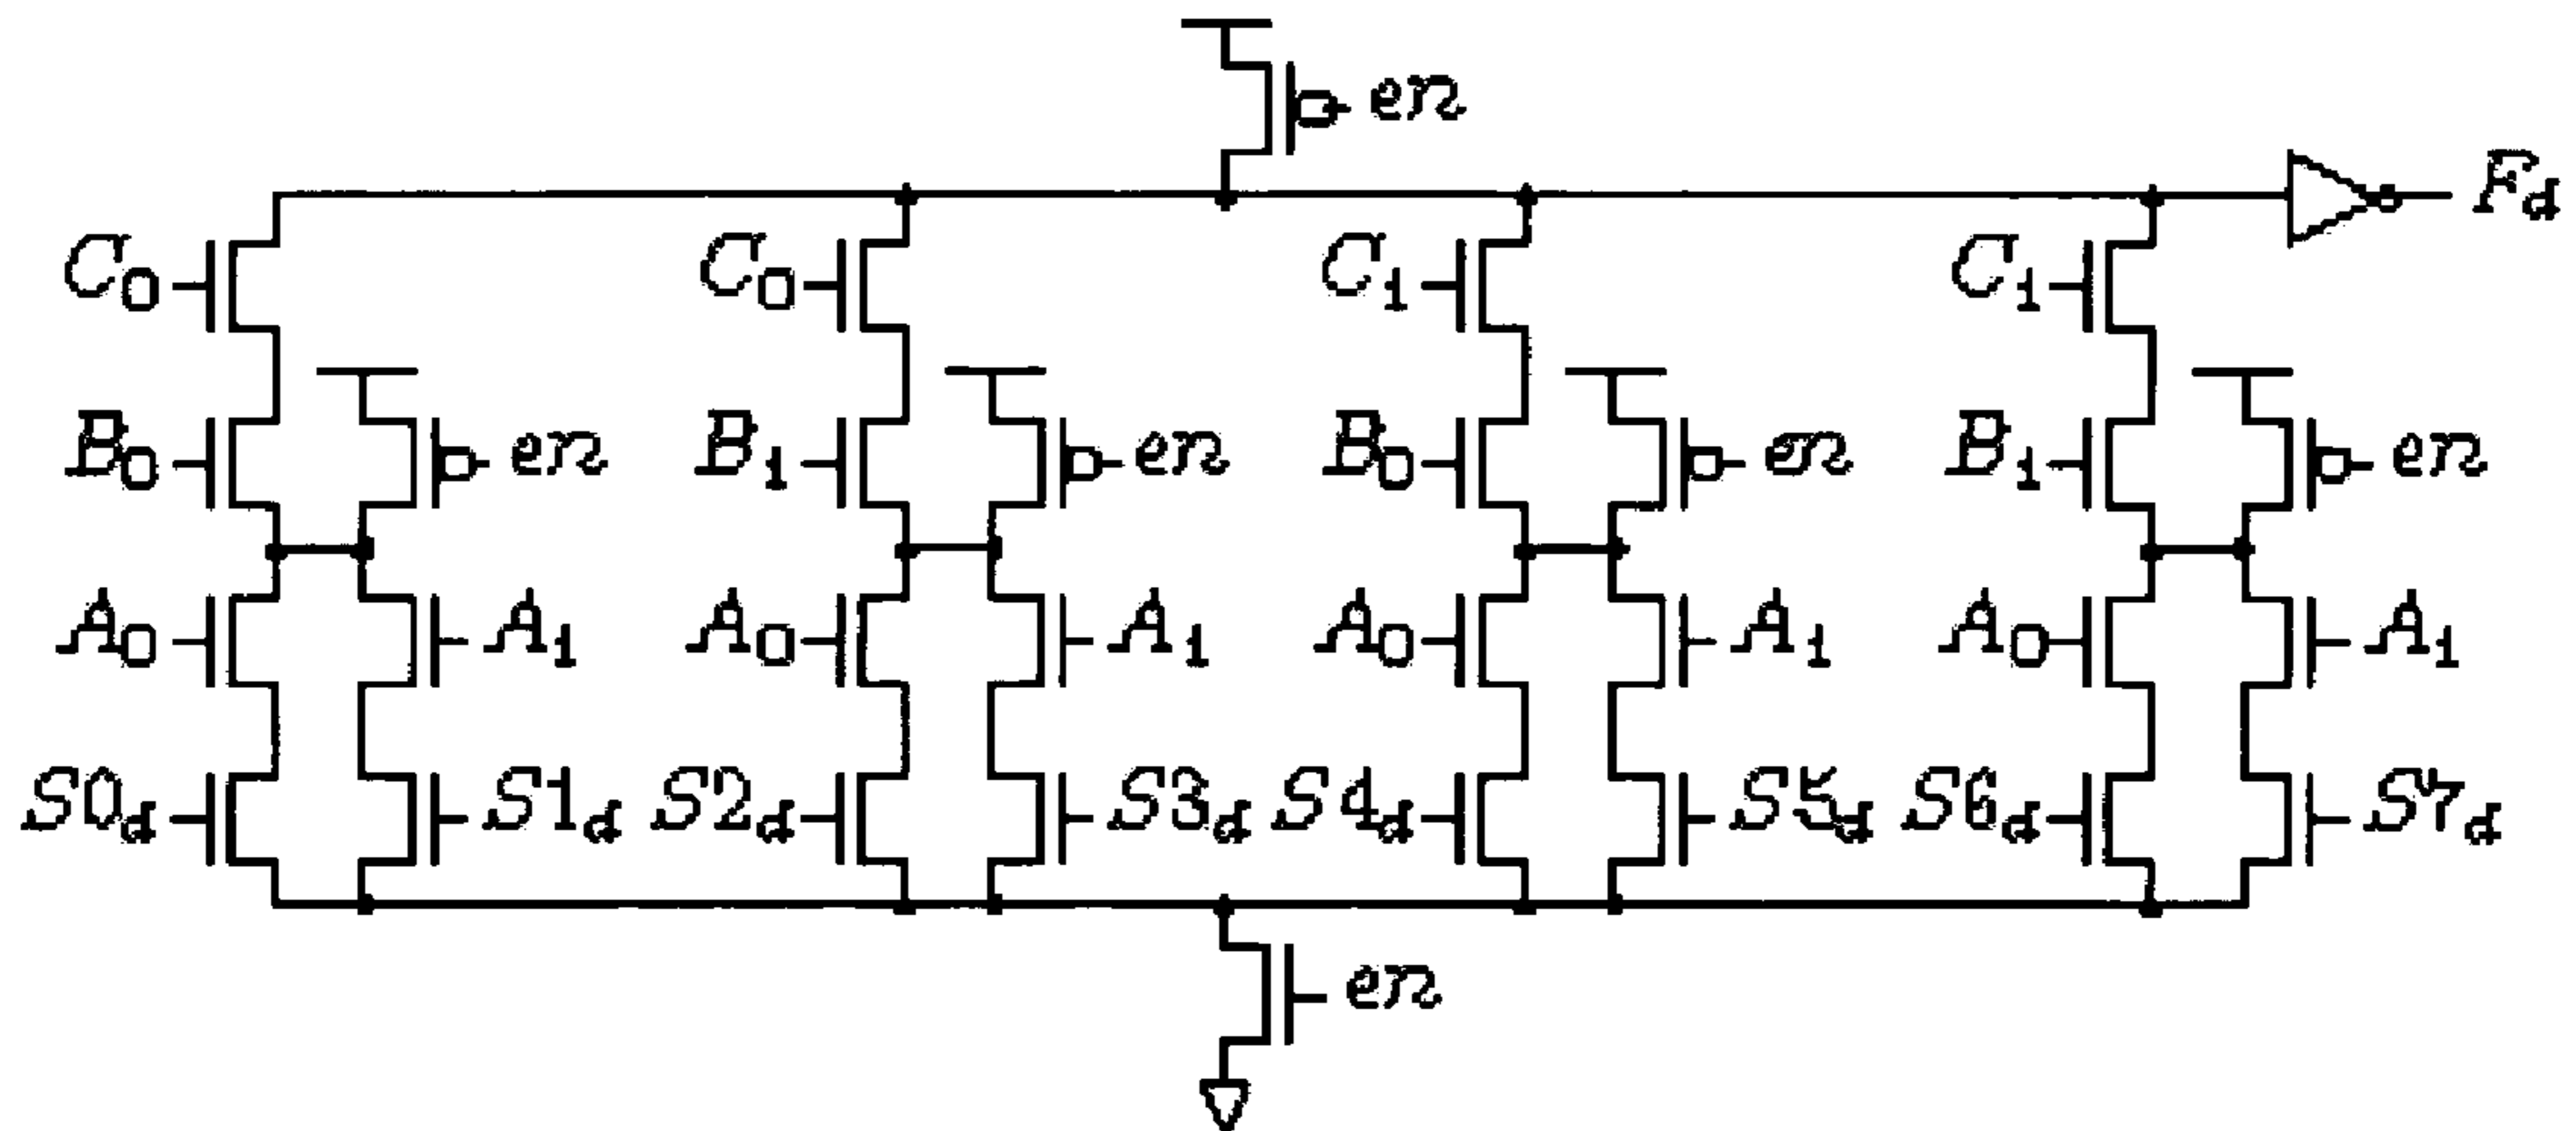 en
F_d
C_0 C_0 C_1 C_1
B_0 en B_1 en B_0 en B_1 en
A_0 A_1 A_0 A_1 A_0 A_1 A_0 A_1
S0_d S1_d S2_d S3_d S4_d S5_d S6_d S7_d
en